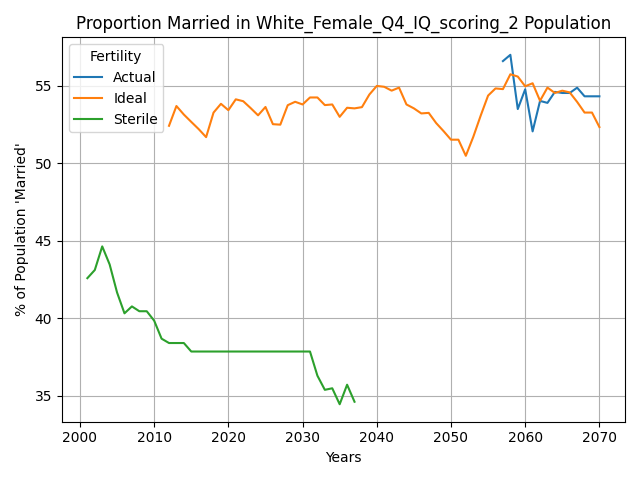 Proportion Married in White_Female_Q4_IQ_scoring_2 Population
Fertility
Actual
Ideal
Sterile
% of Population 'Married'
55
50
45
40
35
2000 2010 2020 2030 2040 2050 2060 2070
Years